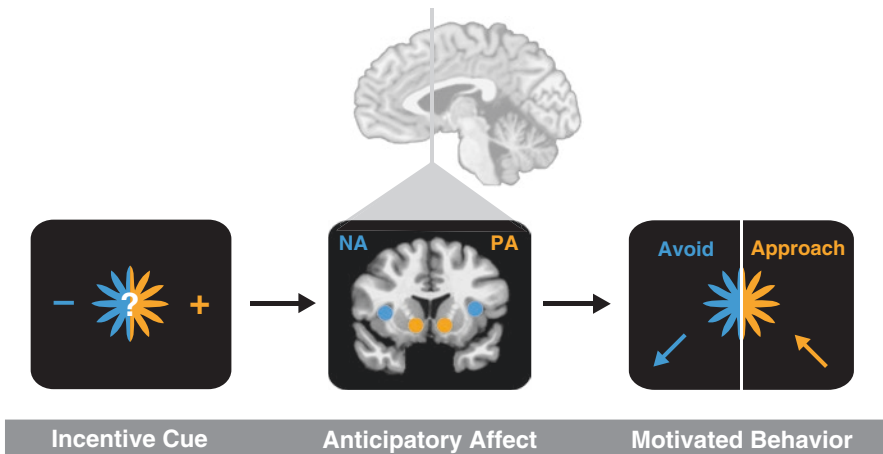 NA
PA
Avoid
Approach
−
?
+
Incentive Cue
Anticipatory Affect
Motivated Behavior